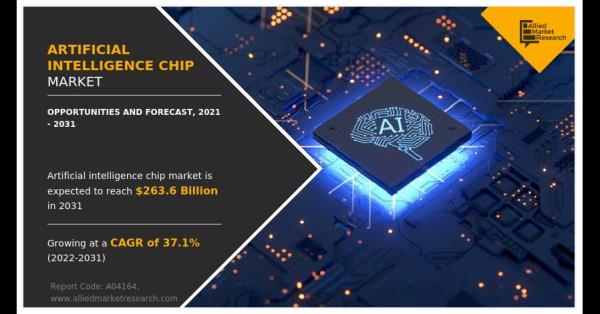 ARTIFICIAL
INTELLIGENCE CHIP
MARKET
OPPORTUNITIES AND FORECAST, 2021
- 2031
Artificial intelligence chip market is
expected to reach $263.6 Billion
in 2031
Growing at a CAGR of 37.1%
(2022-2031)
Report Code: A04164,
www.alliedmarketresearch.com
Allied
Market
Research
AI